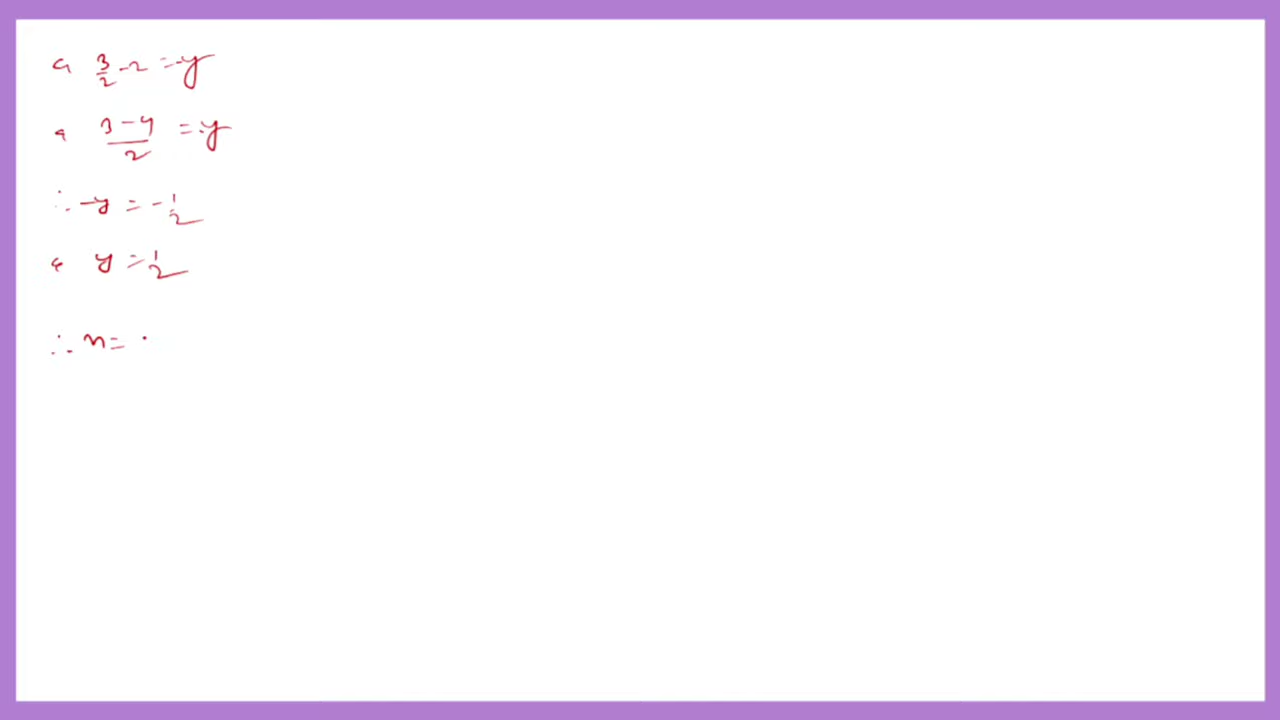 3/2 - 2 = -y
(3 - 4)/2 = -y
∴ -y = -1/2
y = 1/2
∴ x =